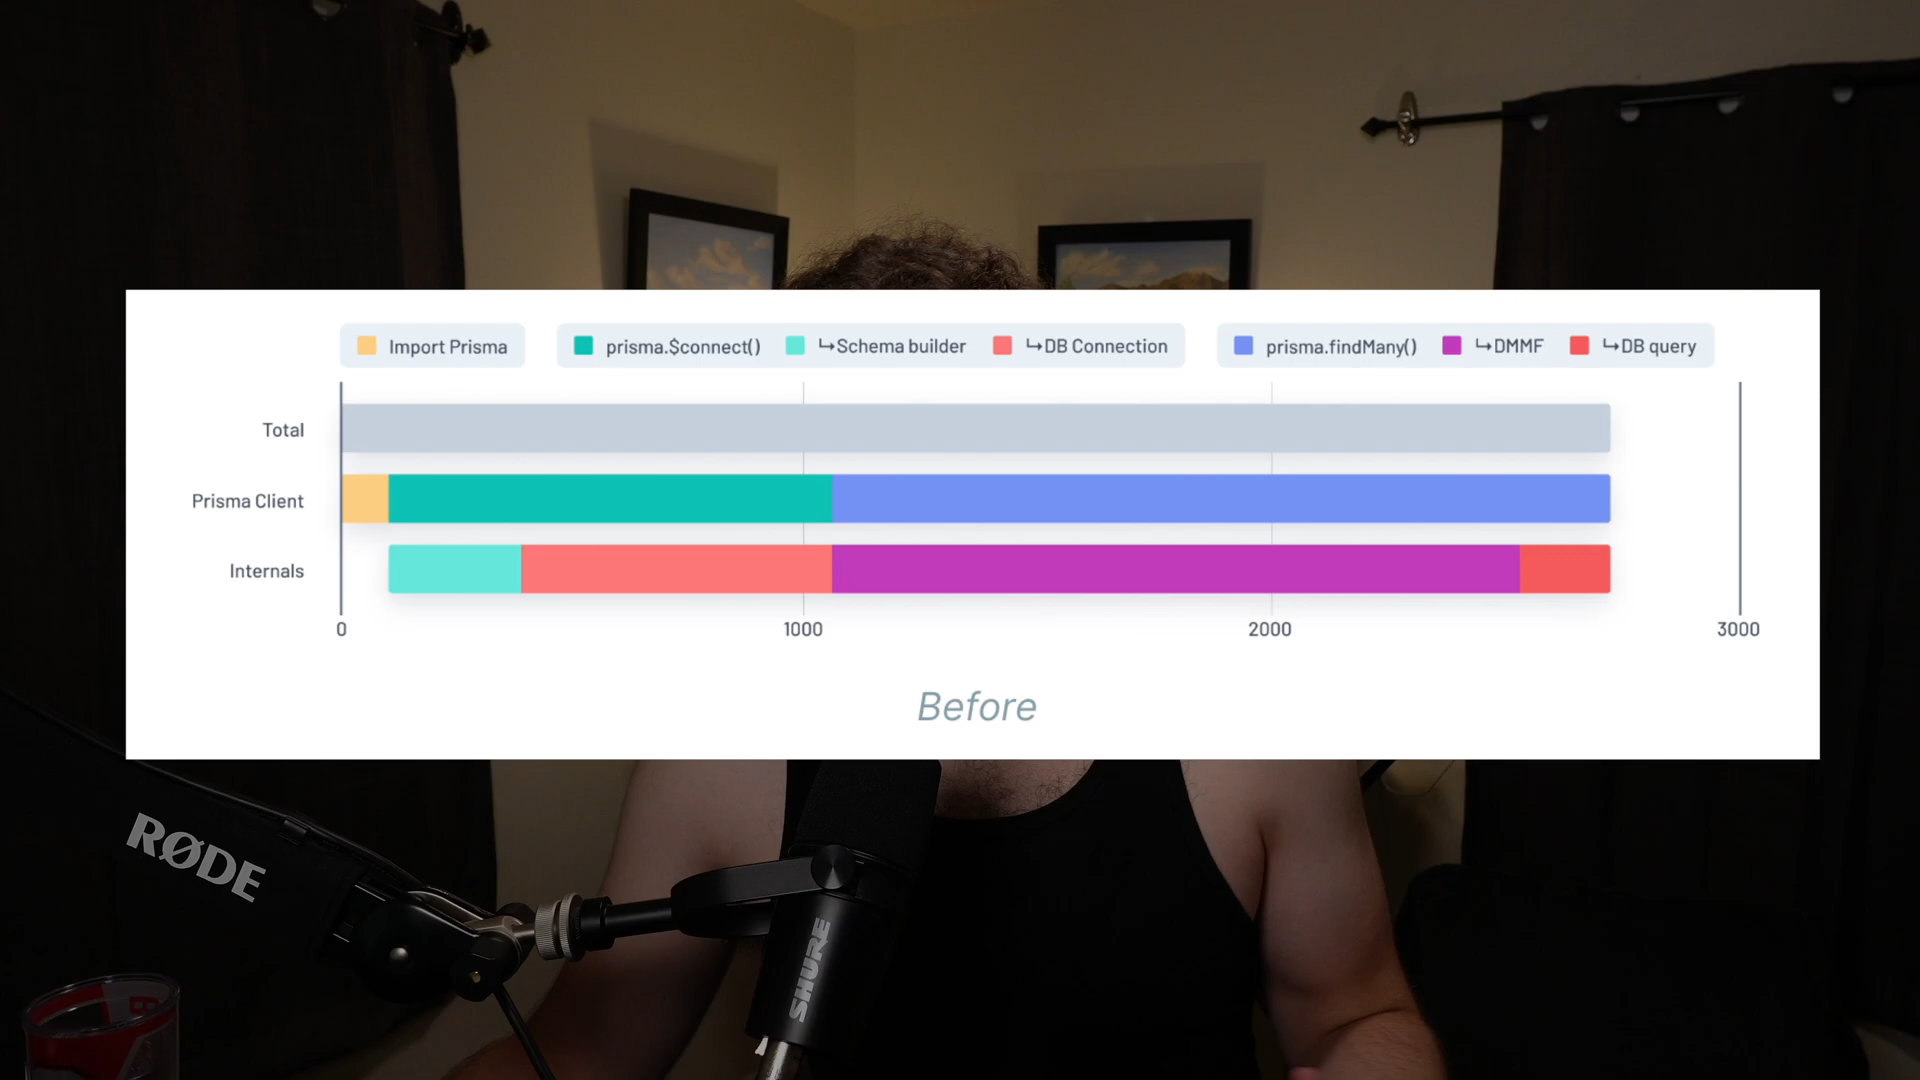 Import Prisma
prisma.$connect() ↳Schema builder ↳DB Connection
prisma.findMany() ↳DMMF ↳DB query
Total
Prisma Client
Internals
0 1000 2000 3000
Before
RØDE
SHURE